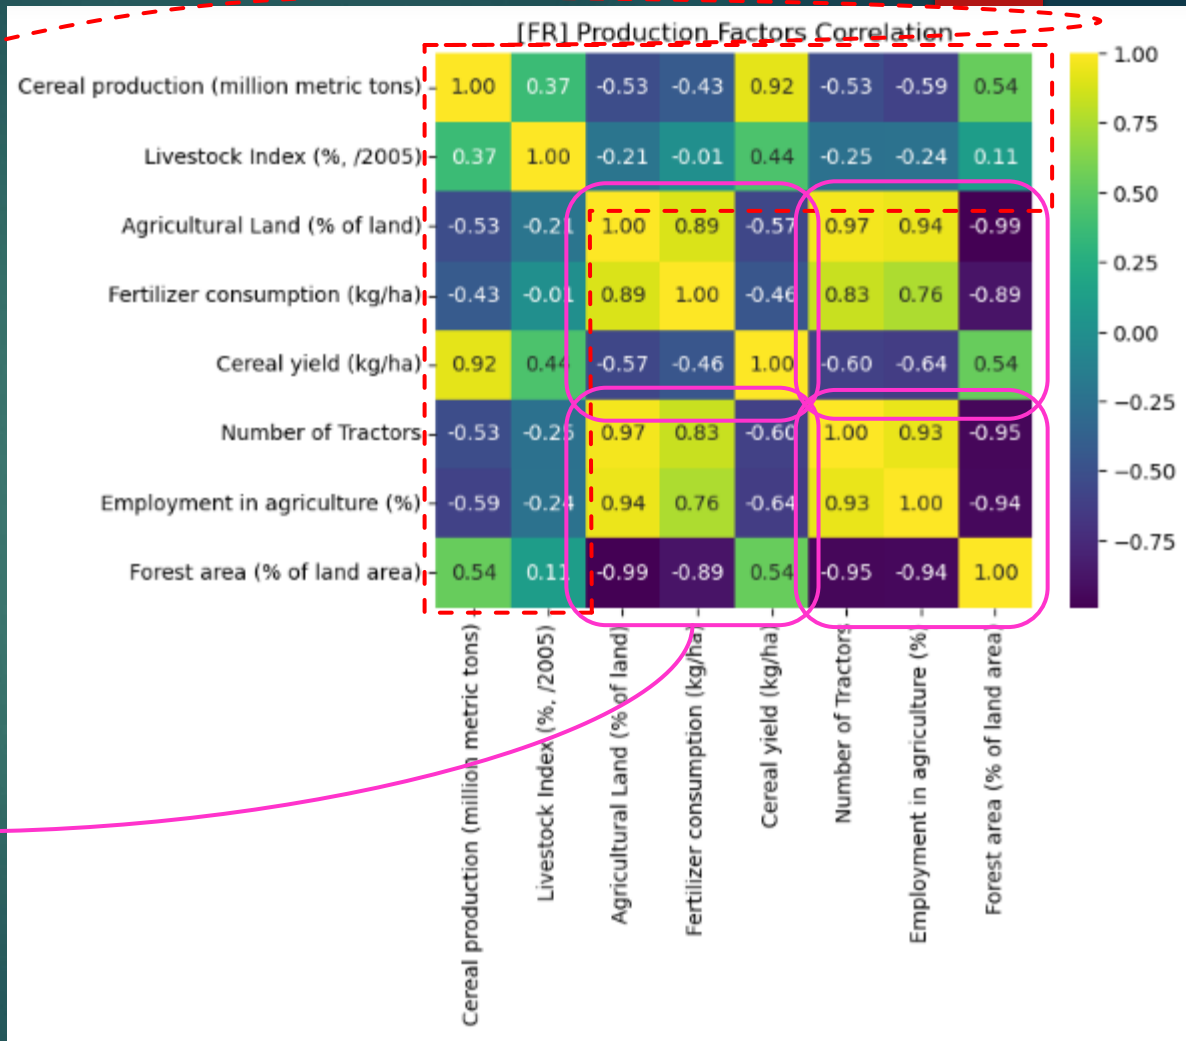 [FR] Production Factors Correlation
Cereal production (million metric tons) 1.00 0.37 -0.53 -0.43 0.92 -0.53 -0.59 0.54
Livestock Index (%, /2005) 0.37 1.00 -0.21 -0.01 0.44 -0.25 -0.24 0.11
Agricultural Land (% of land) -0.53 -0.21 1.00 0.89 -0.57 0.97 0.94 -0.99
Fertilizer consumption (kg/ha) -0.43 -0.01 0.89 1.00 -0.46 0.83 0.76 -0.89
Cereal yield (kg/ha) 0.92 0.44 -0.57 -0.46 1.00 -0.60 -0.64 0.54
Number of Tractors -0.53 -0.25 0.97 0.83 -0.60 1.00 0.93 -0.95
Employment in agriculture (%) -0.59 -0.24 0.94 0.76 -0.64 0.93 1.00 -0.94
Forest area (% of land area) 0.54 0.11 -0.99 -0.89 0.54 -0.95 -0.94 1.00
Cereal production (million metric tons)
Livestock Index (%, /2005)
Agricultural Land (% of land)
Fertilizer consumption (kg/ha)
Cereal yield (kg/ha)
Number of Tractors
Employment in agriculture (%)
Forest area (% of land area)
1.00
0.75
0.50
0.25
0.00
−0.25
−0.50
−0.75